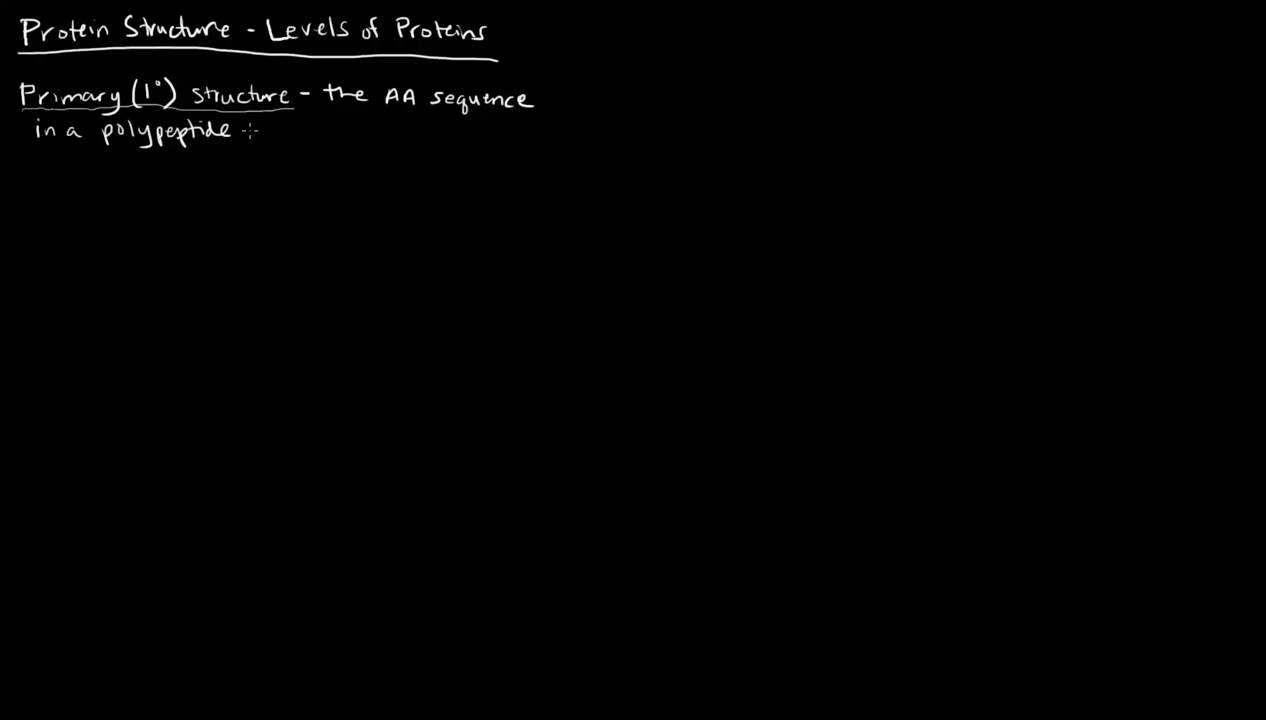 Protein Structure - Levels of Proteins
Primary (1°) structure - the AA sequence
in a polypeptide